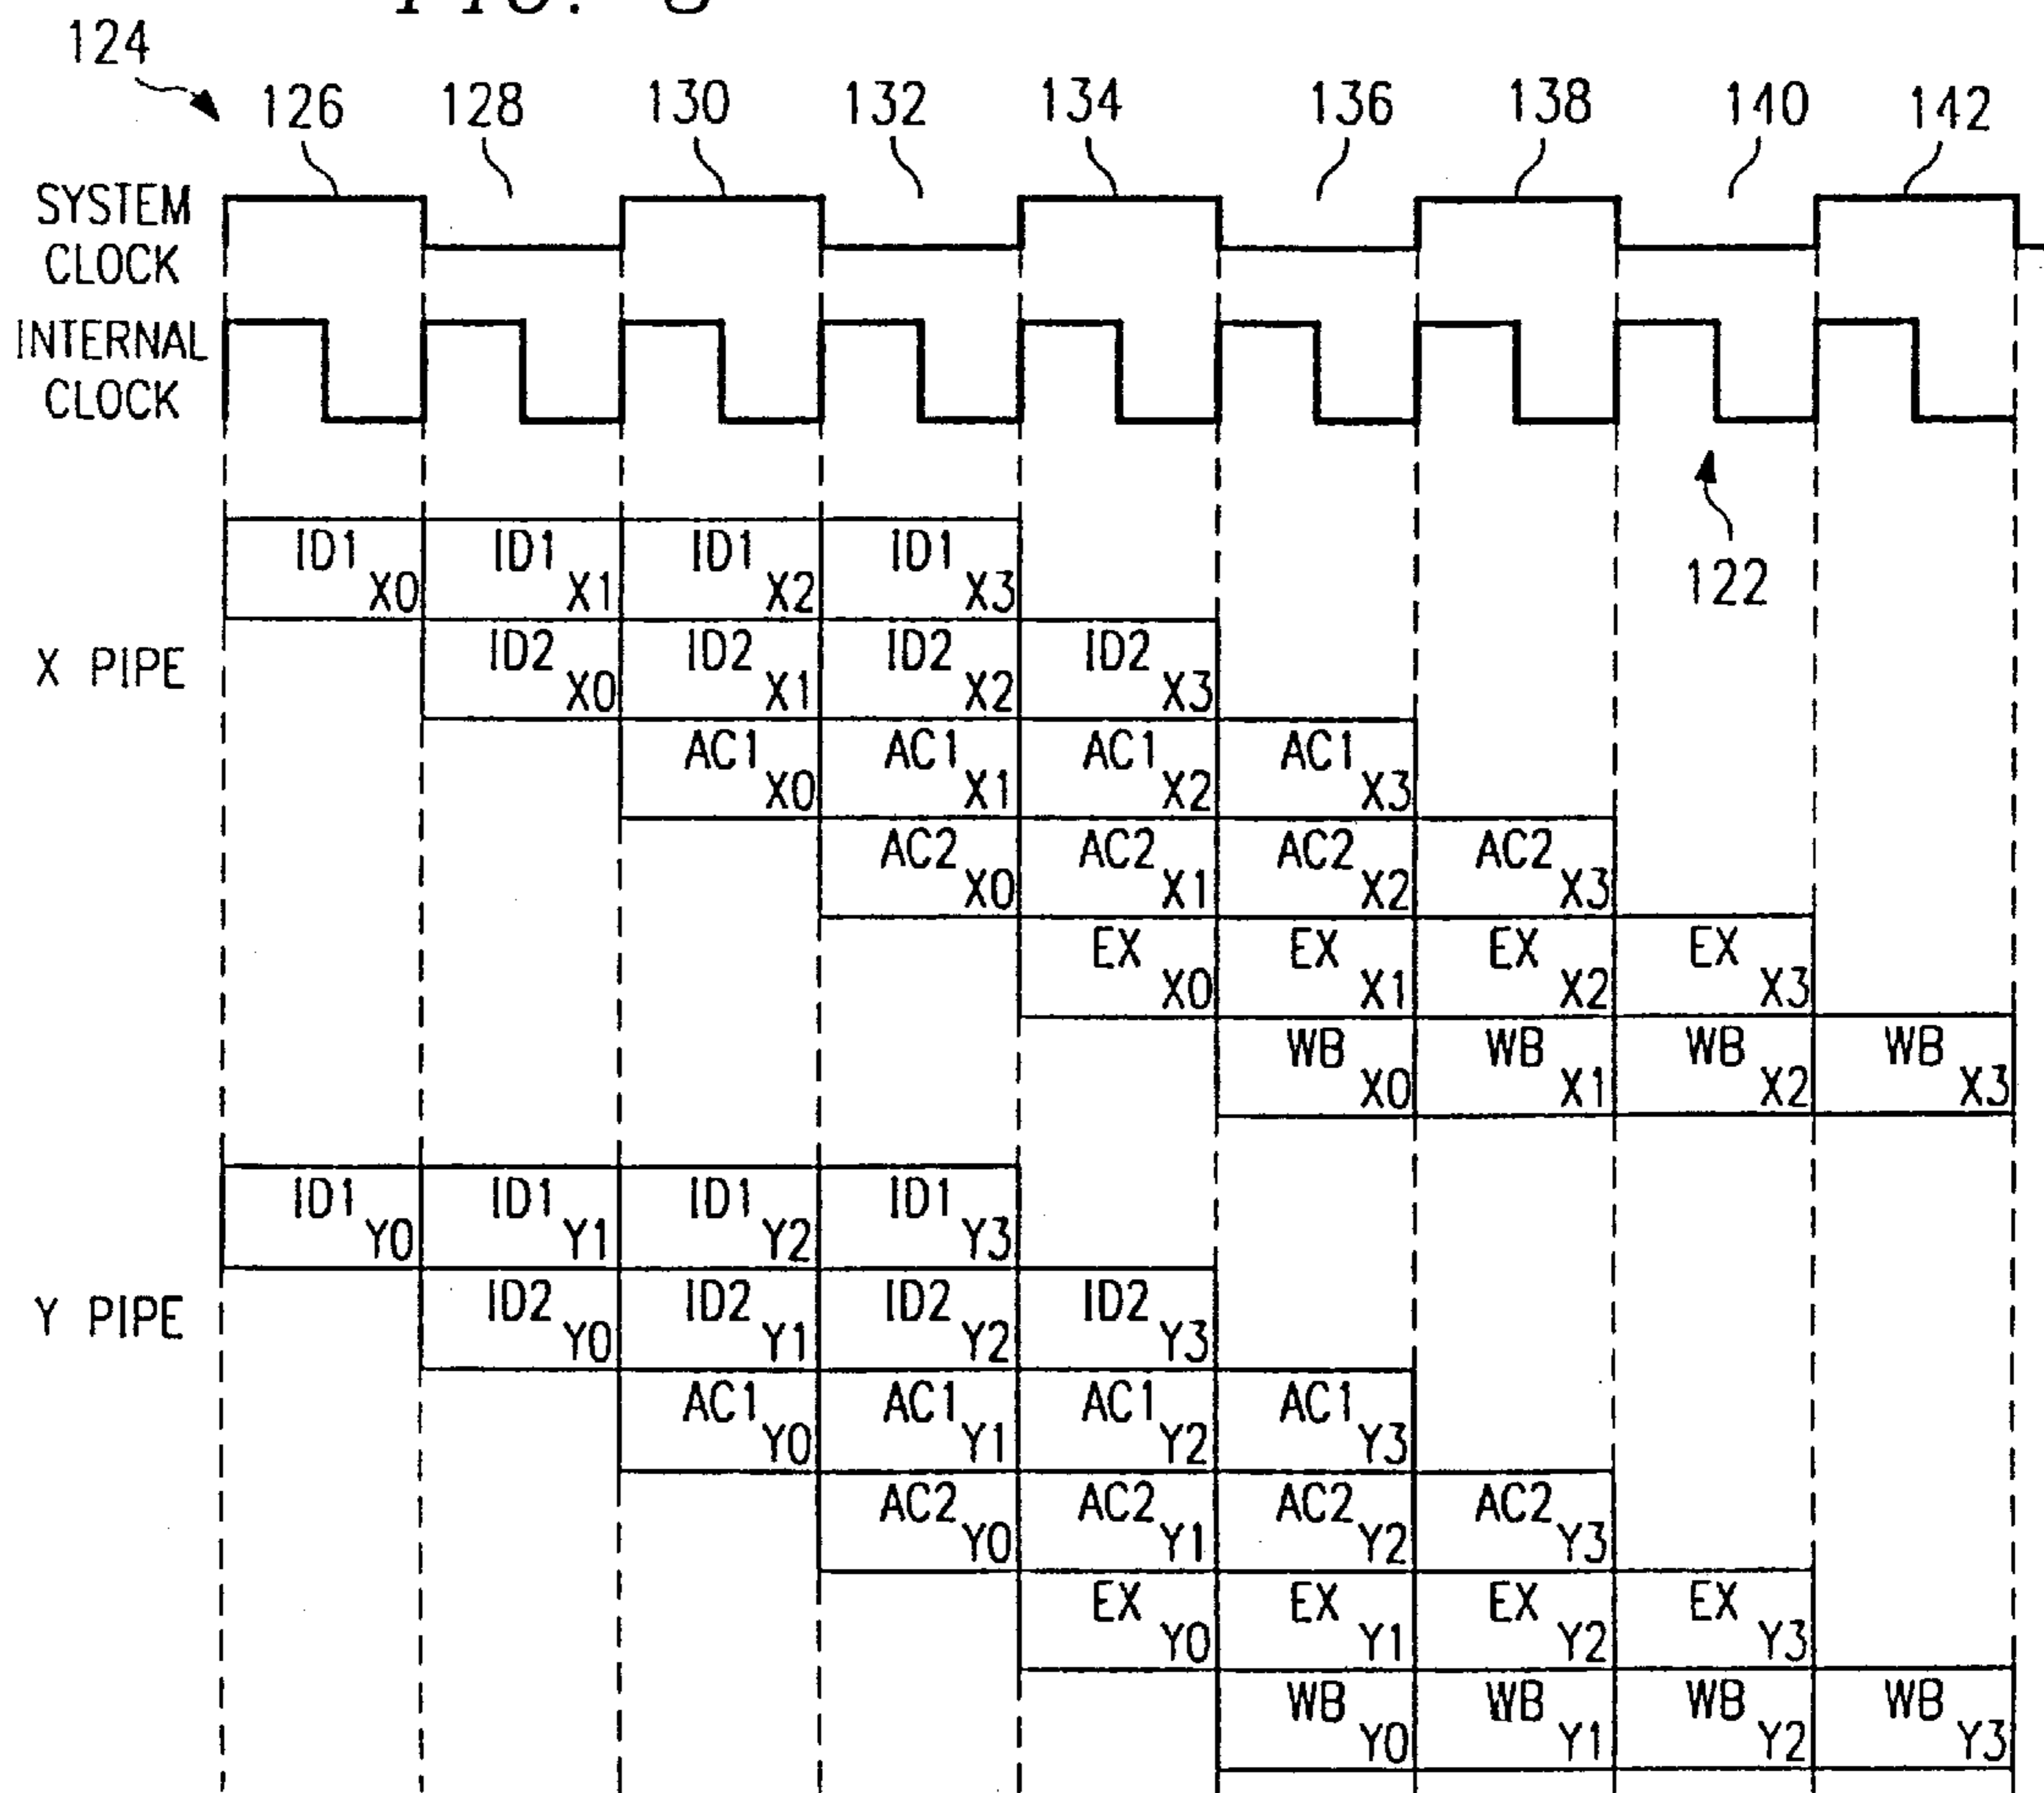 124
126 128 130 132 134 136 138 140 142
SYSTEM
CLOCK
INTERNAL
CLOCK
122
ID1 X0 ID1 X1 ID1 X2 ID1 X3
X PIPE
ID2 X0 ID2 X1 ID2 X2 ID2 X3
AC1 X0 AC1 X1 AC1 X2 AC1 X3
AC2 X0 AC2 X1 AC2 X2 AC2 X3
EX X0 EX X1 EX X2 EX X3
WB X0 WB X1 WB X2 WB X3
ID1 Y0 ID1 Y1 ID1 Y2 ID1 Y3
Y PIPE
ID2 Y0 ID2 Y1 ID2 Y2 ID2 Y3
AC1 Y0 AC1 Y1 AC1 Y2 AC1 Y3
AC2 Y0 AC2 Y1 AC2 Y2 AC2 Y3
EX Y0 EX Y1 EX Y2 EX Y3
WB Y0 WB Y1 WB Y2 WB Y3